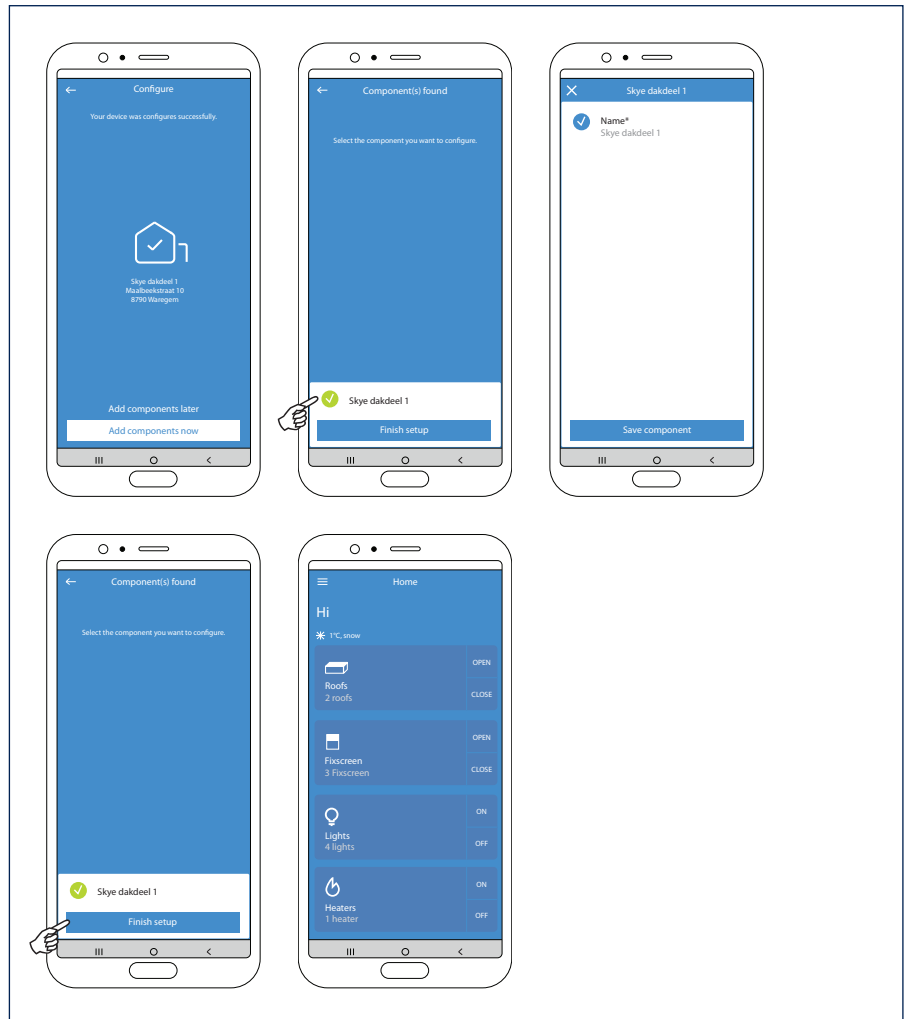 Configure
Your device was configures successfully.
Skye dakdeel 1
Maalbeekstraat 10
8790 Waregem
Add components later
Add components now
Component(s) found
Select the component you want to configure.
Skye dakdeel 1
Finish setup
Skye dakdeel 1
Name*
Skye dakdeel 1
Save component
Component(s) found
Select the component you want to configure.
Skye dakdeel 1
Finish setup
Home
Hi
1°C, snow
Roofs
2 roofs
OPEN
CLOSE
Fixscreen
3 Fixscreen
OPEN
CLOSE
Lights
4 lights
ON
OFF
Heaters
1 heater
ON
OFF